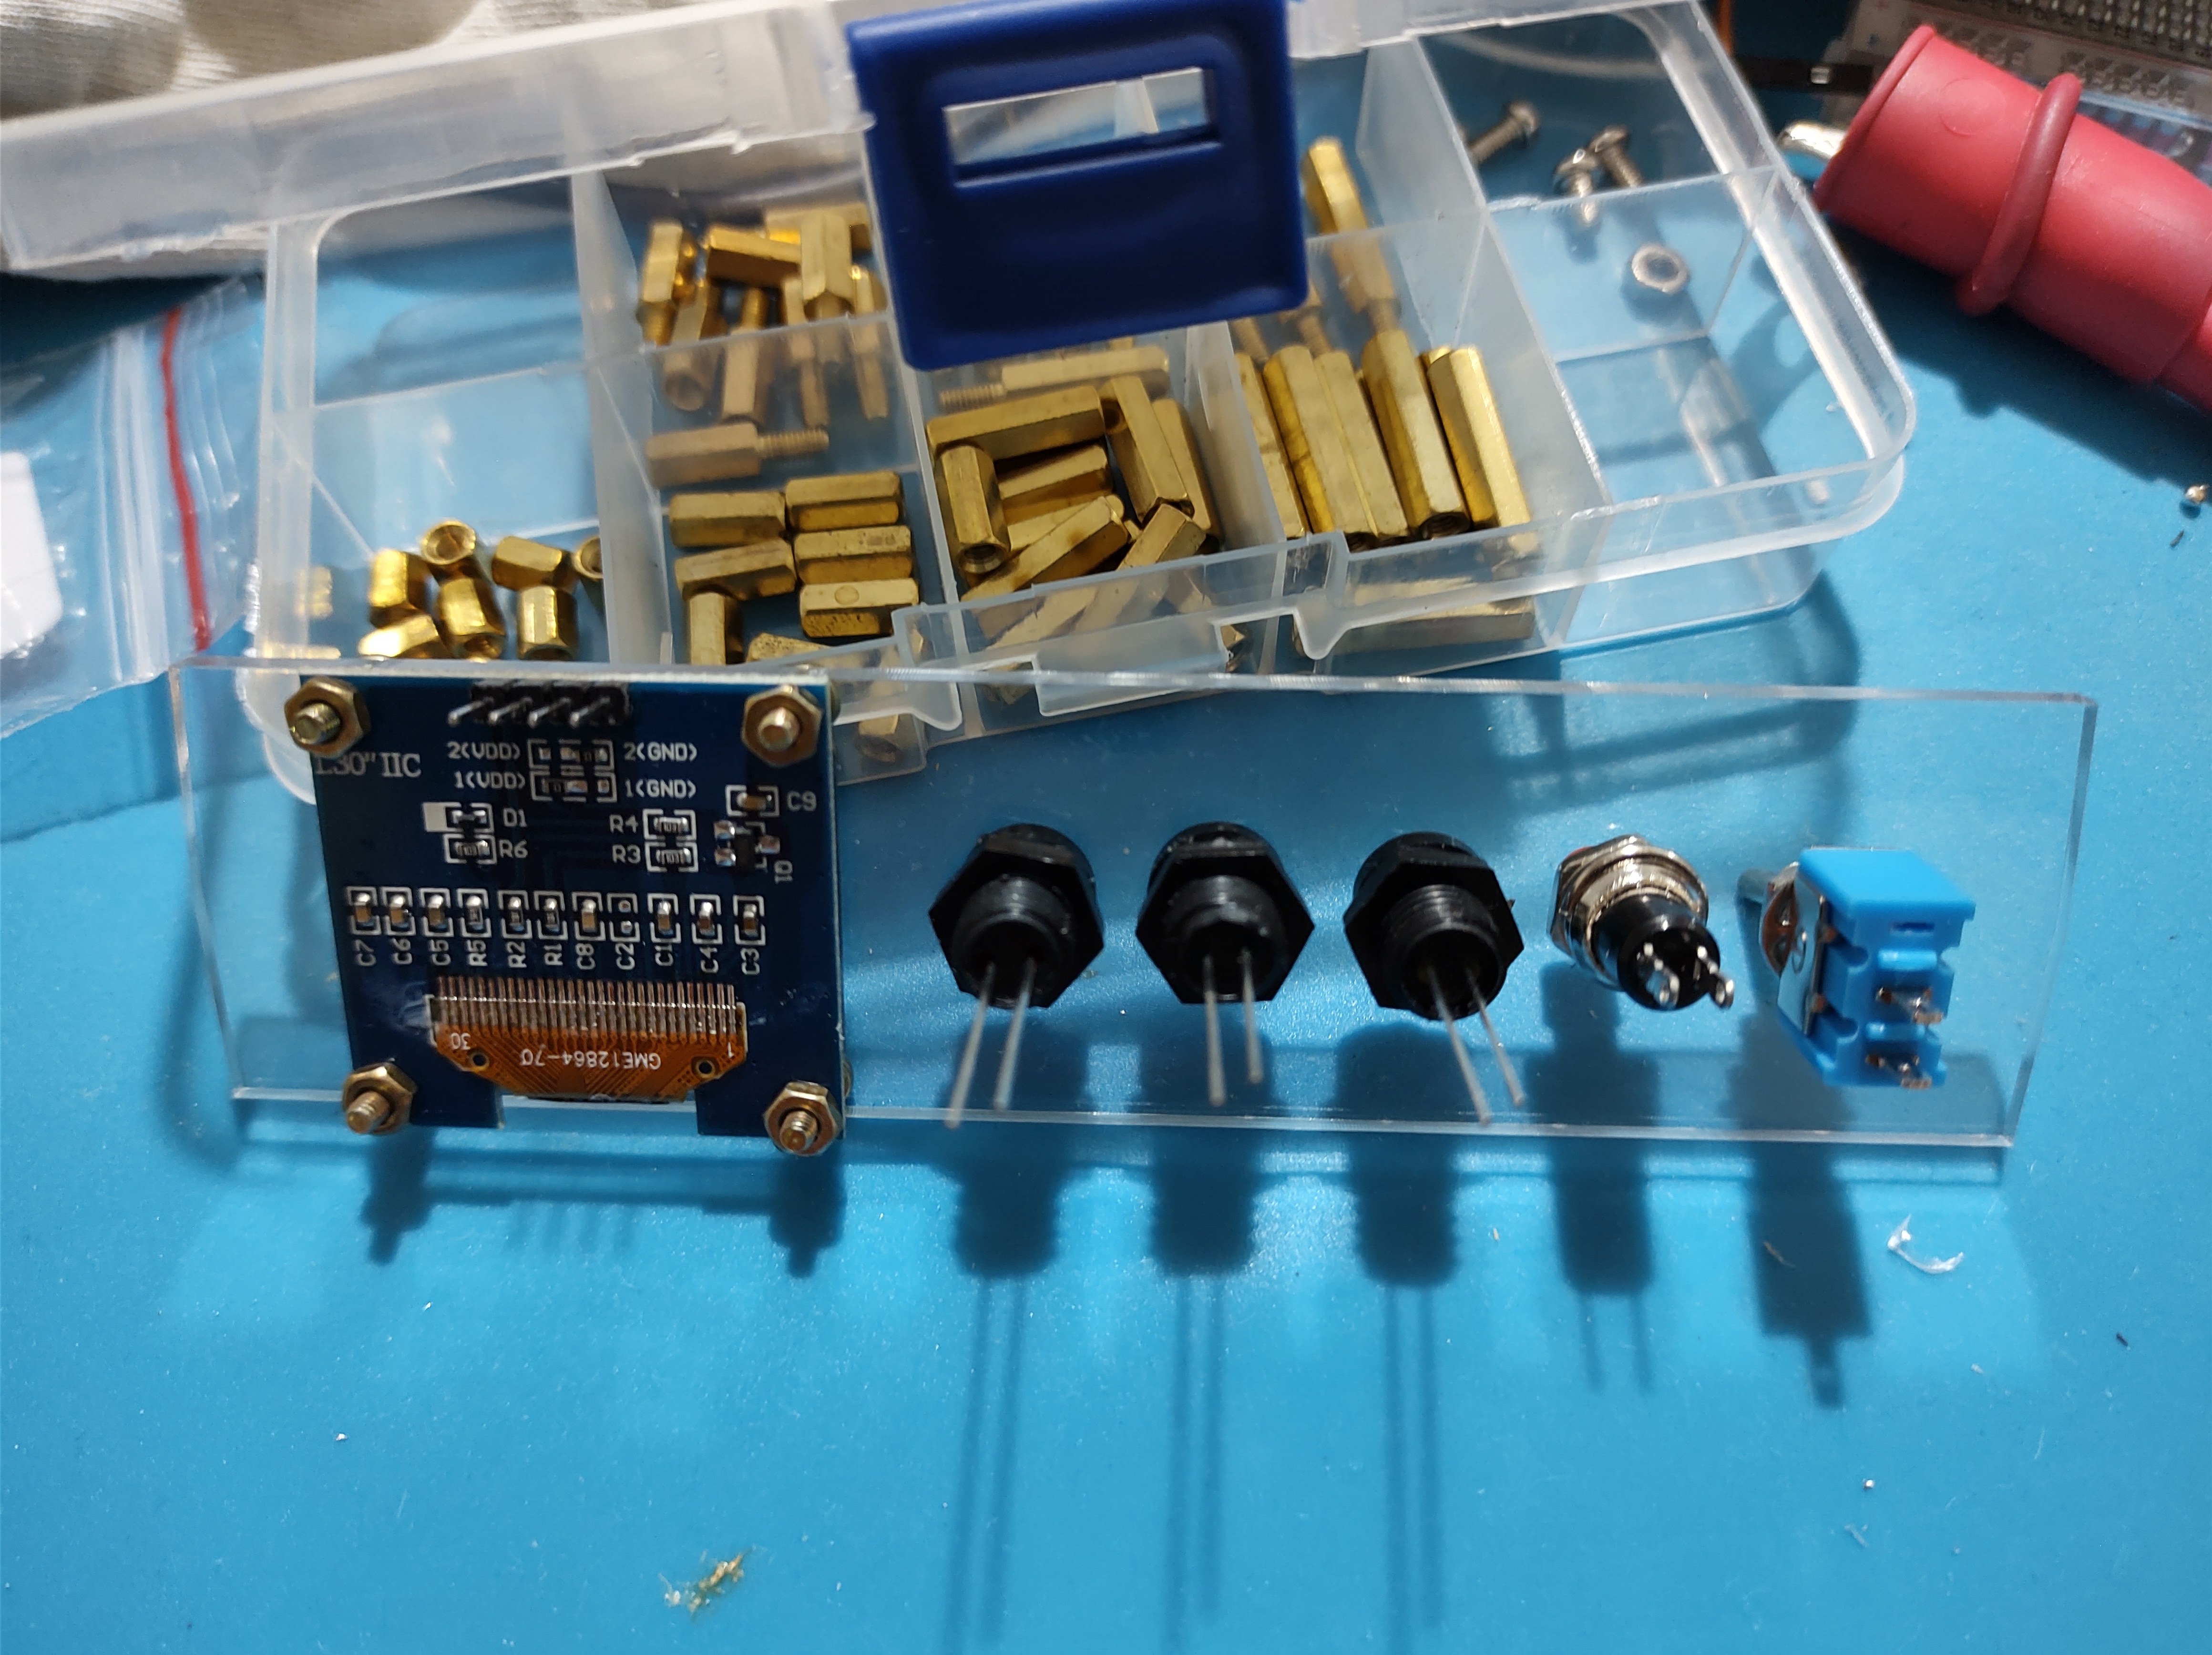 1.30" IIC
2(VDD) 2(GND)
1(VDD) 1(GND)
C9
D1 R4
R6 R3
Q1
C7 C6 C5 R5 R2 R1 C8 C2 C1 C4 C3
30 1
GME12864-70